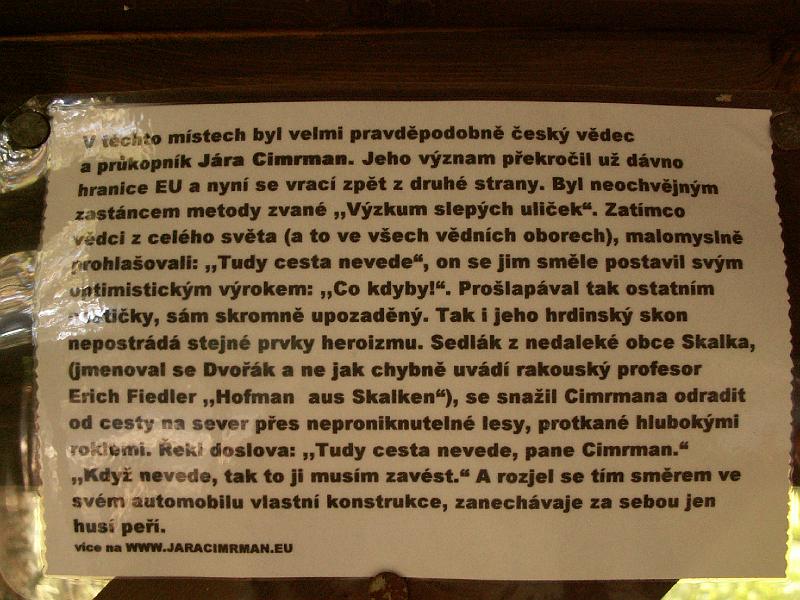 V těchto místech byl velmi pravděpodobně český vědec
a průkopník Jára Cimrman. Jeho význam překročil už dávno
hranice EU a nyní se vrací zpět z druhé strany. Byl neochvějným
zastáncem metody zvané ,,Výzkum slepých uliček“. Zatímco
vědci z celého světa (a to ve všech vědních oborech), malomyslně
prohlašovali: ,,Tudy cesta nevede“, on se jim směle postavil svým
optimistickým výrokem: ,,Co kdyby!“. Prošlapával tak ostatním
cestičky, sám skromně upozaděný. Tak i jeho hrdinský skon
nepostrádá stejné prvky heroizmu. Sedlák z nedaleké obce Skalka,
(jmenoval se Dvořák a ne jak chybně uvádí rakouský profesor
Erich Fiedler ,,Hofman aus Skalken“), se snažil Cimrmana odradit
od cesty na sever přes neproniknutelné lesy, protkané hlubokými
roklemi. Řekl doslova: ,,Tudy cesta nevede, pane Cimrman.“
,,Když nevede, tak to ji musím zavést.“ A rozjel se tím směrem ve
svém automobilu vlastní konstrukce, zanechávaje za sebou jen
husí peří.
více na WWW.JARACIMRMAN.EU